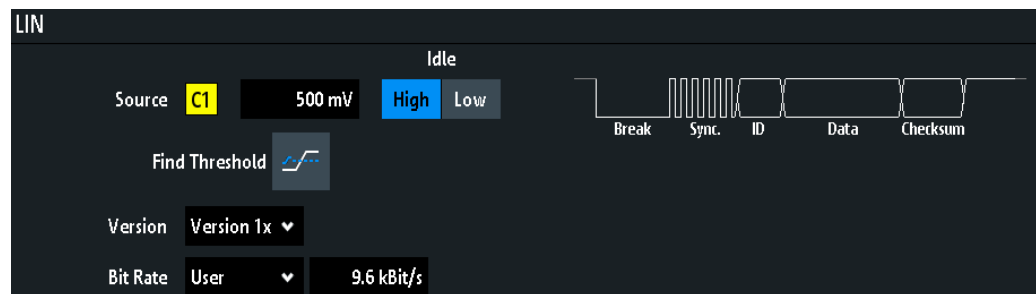 LIN
Idle
Source C1 500 mV High Low
Break Sync. ID Data Checksum
Find Threshold
Version Version 1x
Bit Rate User 9.6 kBit/s